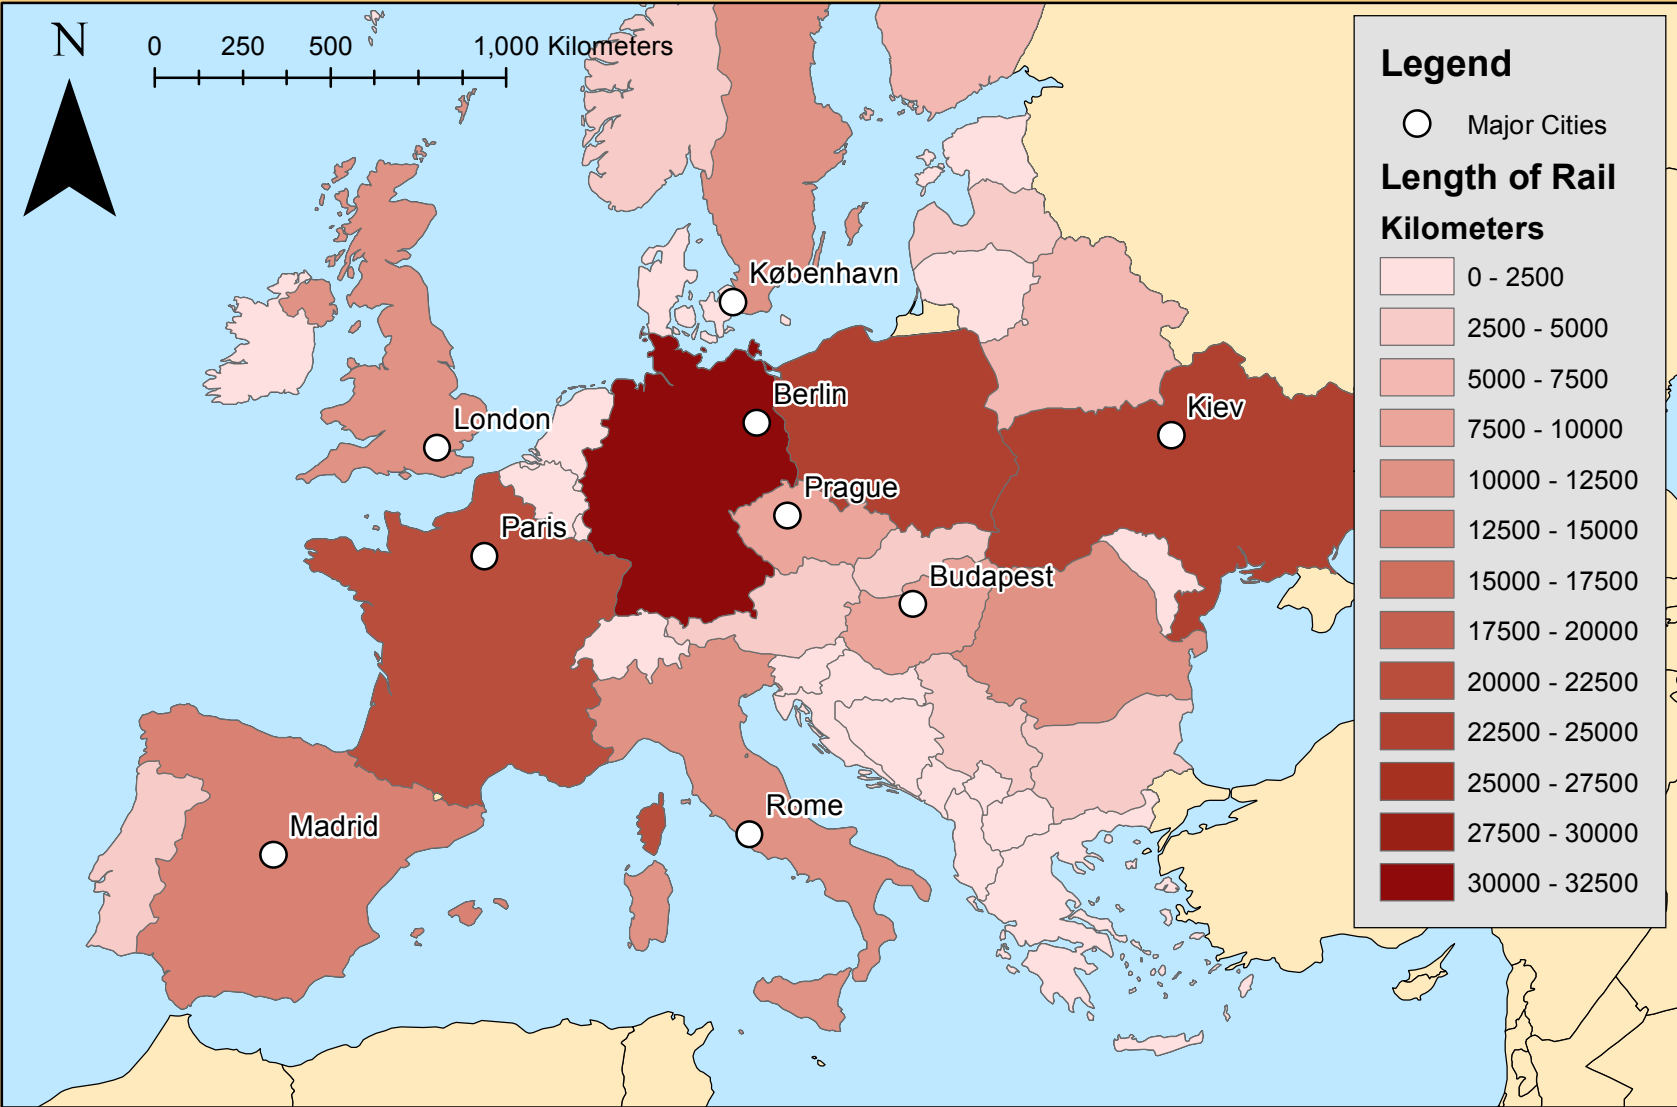 N
0 250 500 1,000 Kilometers
København
Berlin
London
Kiev
Prague
Paris
Budapest
Rome
Madrid
Legend
Major Cities
Length of Rail
Kilometers
0 - 2500
2500 - 5000
5000 - 7500
7500 - 10000
10000 - 12500
12500 - 15000
15000 - 17500
17500 - 20000
20000 - 22500
22500 - 25000
25000 - 27500
27500 - 30000
30000 - 32500